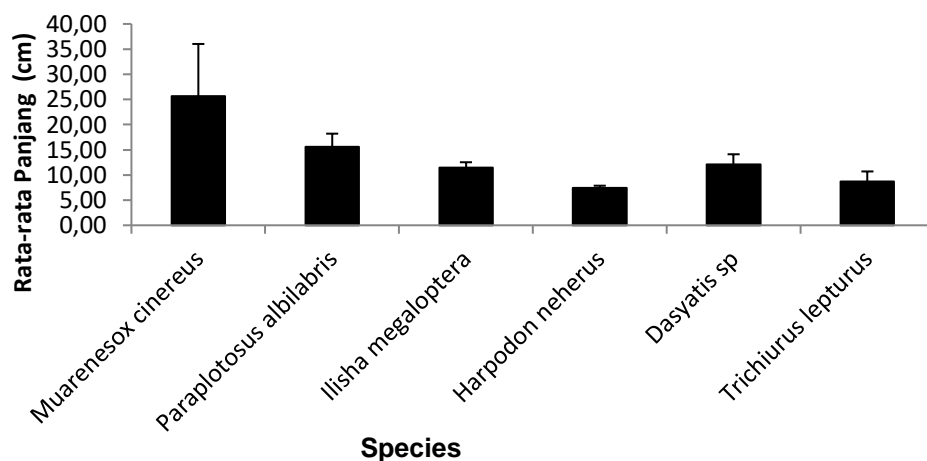 Rata-rata Panjang (cm)
40,00
35,00
30,00
25,00
20,00
15,00
10,00
5,00
0,00
Muarenesox cinereus
Paraplotosus albilabris
Ilisha megaloptera
Harpodon neherus
Dasyatis sp
Trichiurus lepturus
Species